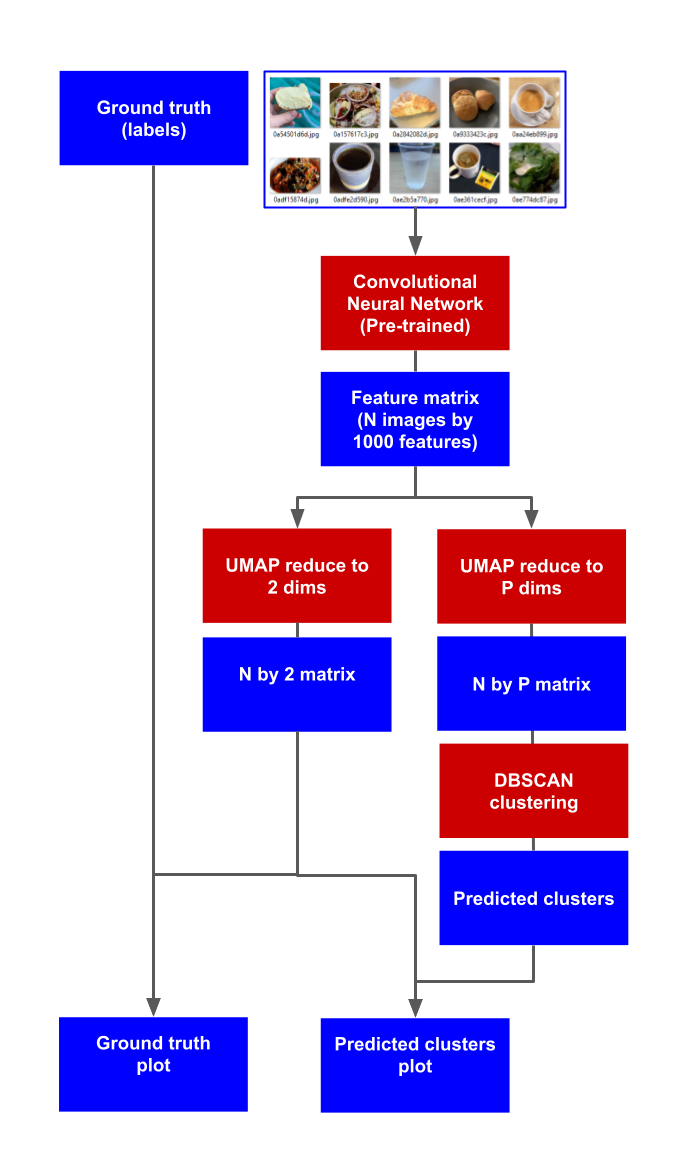 Ground truth
(labels)
0a54501d6d.jpg
0a157617c3.jpg
0a2842082d.jpg
0a9333423c.jpg
0aa24eb899.jpg
0adf15874d.jpg
0adfe2d590.jpg
0ae2b5a770.jpg
0ae361cecf.jpg
0ae774dc87.jpg
Convolutional
Neural Network
(Pre-trained)
Feature matrix
(N images by
1000 features)
UMAP reduce to
2 dims
UMAP reduce to
P dims
N by 2 matrix
N by P matrix
DBSCAN
clustering
Predicted clusters
Ground truth
plot
Predicted clusters
plot